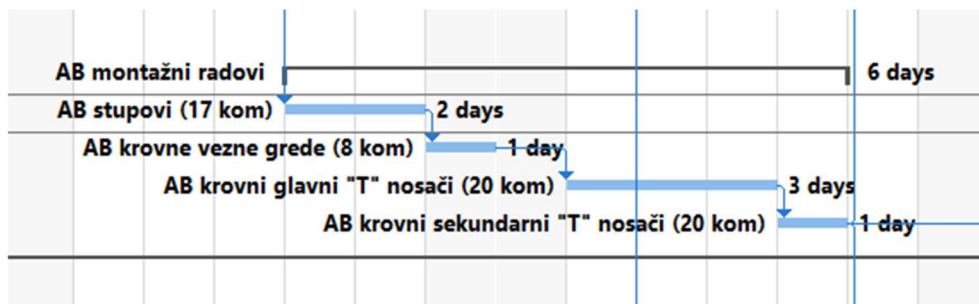 AB montažni radovi 6 days
AB stupovi (17 kom) 2 days
AB krovne vezne grede (8 kom) 1 day
AB krovni glavni "T" nosači (20 kom) 3 days
AB krovni sekundarni "T" nosači (20 kom) 1 day